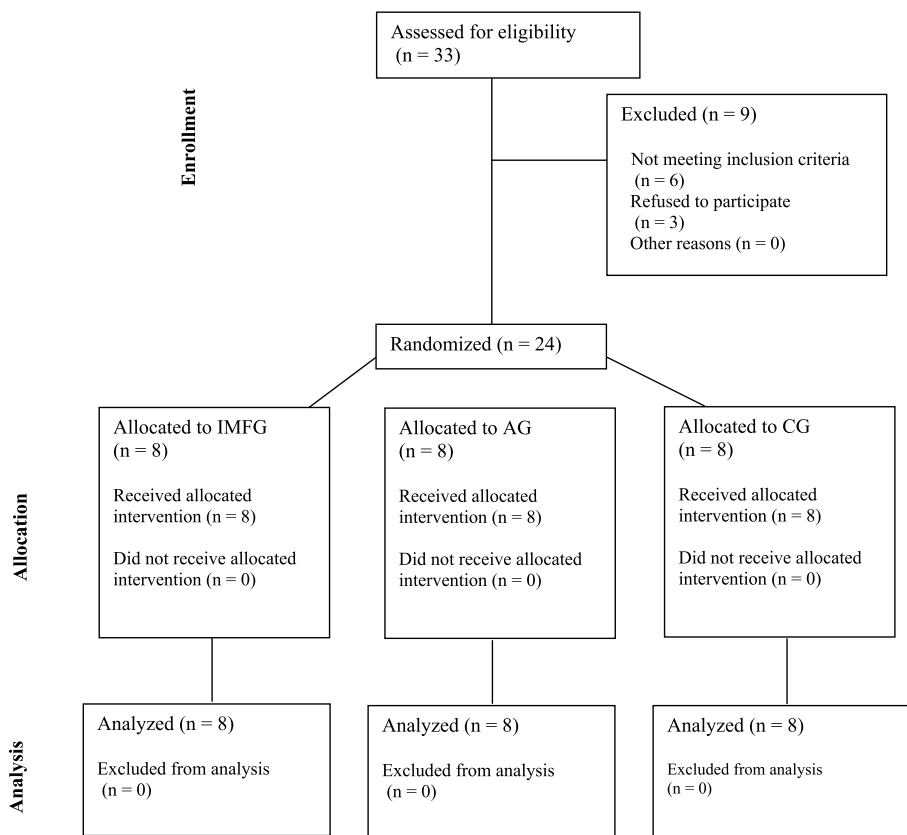 Assessed for eligibility
(n = 33)
Enrollment
Excluded (n = 9)
Not meeting inclusion criteria
(n = 6)
Refused to participate
(n = 3)
Other reasons (n = 0)
Randomized (n = 24)
Allocation
Allocated to IMFG
(n = 8)
Received allocated
intervention (n = 8)
Did not receive allocated
intervention (n = 0)
Allocated to AG
(n = 8)
Received allocated
intervention (n = 8)
Did not receive allocated
intervention (n = 0)
Allocated to CG
(n = 8)
Received allocated
intervention (n = 8)
Did not receive allocated
intervention (n = 0)
Analysis
Analyzed (n = 8)
Excluded from analysis
(n = 0)
Analyzed (n = 8)
Excluded from analysis
(n = 0)
Analyzed (n = 8)
Excluded from analysis
(n = 0)